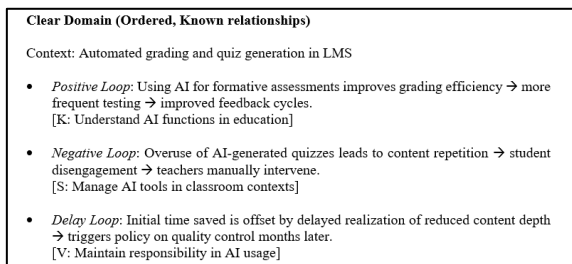 Clear Domain (Ordered, Known relationships)
Context: Automated grading and quiz generation in LMS
• Positive Loop: Using AI for formative assessments improves grading efficiency → more
frequent testing → improved feedback cycles.
[K: Understand AI functions in education]
• Negative Loop: Overuse of AI-generated quizzes leads to content repetition → student
disengagement → teachers manually intervene.
[S: Manage AI tools in classroom contexts]
• Delay Loop: Initial time saved is offset by delayed realization of reduced content depth
→ triggers policy on quality control months later.
[V: Maintain responsibility in AI usage]